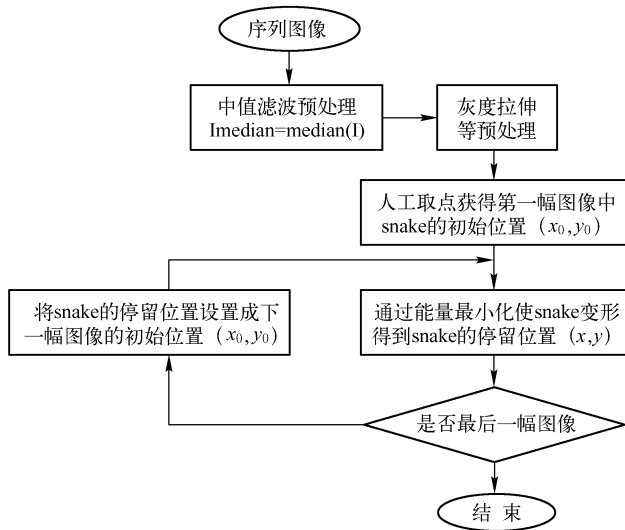 序列图像
中值滤波预处理
Imedian=median(I)
灰度拉伸
等预处理
人工取点获得第一幅图像中
snake的初始位置（x₀,y₀）
将snake的停留位置设置成下
一幅图像的初始位置（x₀,y₀）
通过能量最小化使snake变形
得到snake的停留位置（x,y）
是否最后一幅图像
结 束